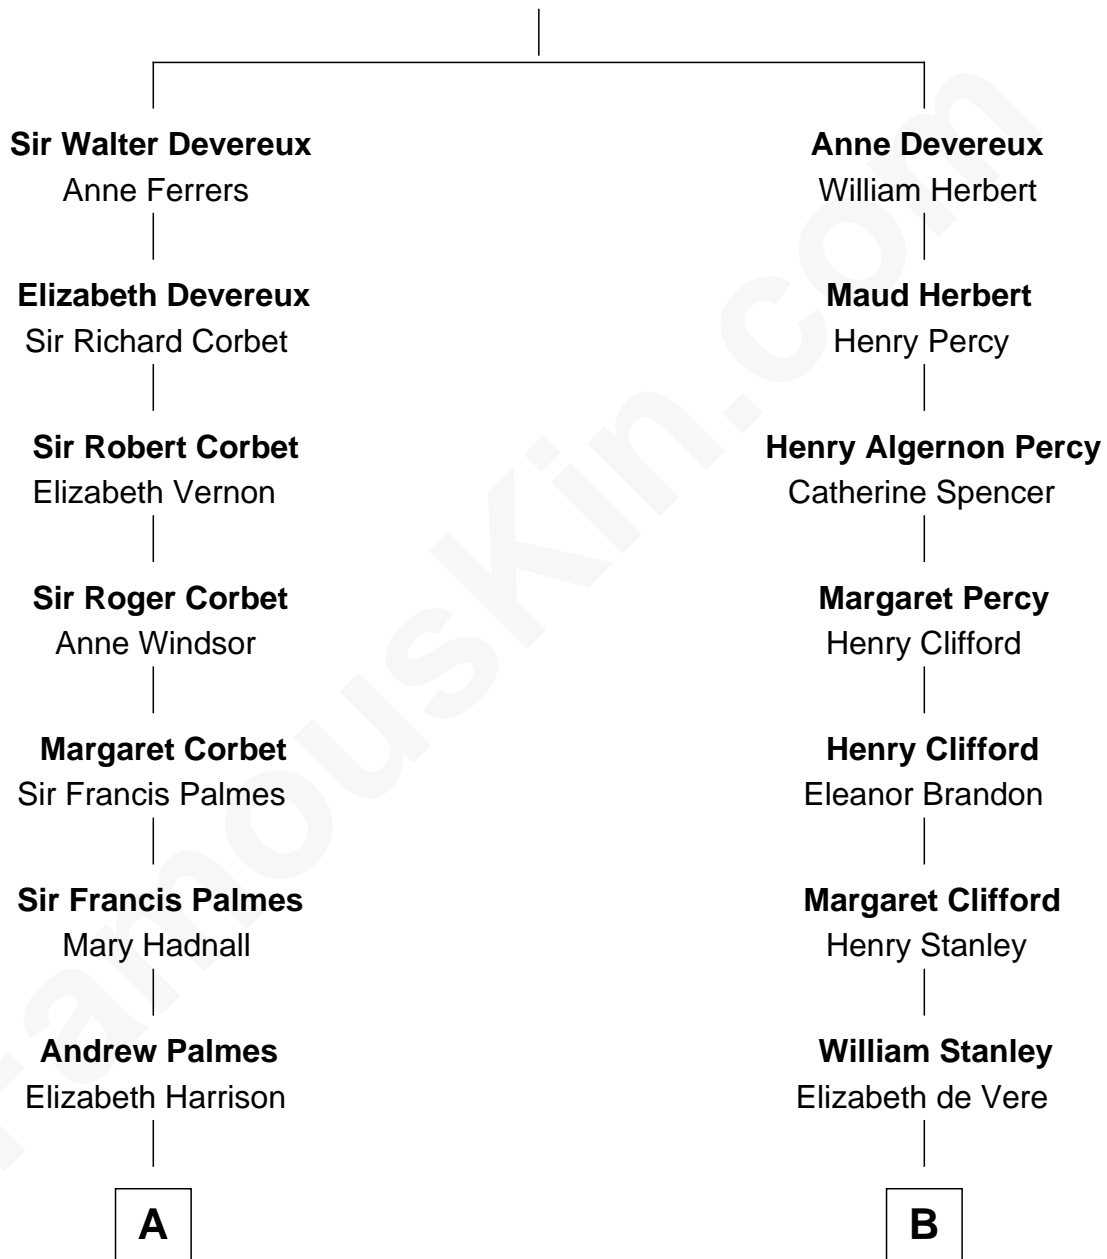 Sir Walter Devereux
Anne Ferrers
Elizabeth Devereux
Sir Richard Corbet
Sir Robert Corbet
Elizabeth Vernon
Sir Roger Corbet
Anne Windsor
Margaret Corbet
Sir Francis Palmes
Sir Francis Palmes
Mary Hadnall
Andrew Palmes
Elizabeth Harrison
A
Anne Devereux
William Herbert
Maud Herbert
Henry Percy
Henry Algernon Percy
Catherine Spencer
Margaret Percy
Henry Clifford
Henry Clifford
Eleanor Brandon
Margaret Clifford
Henry Stanley
William Stanley
Elizabeth de Vere
B
FamousKin.com